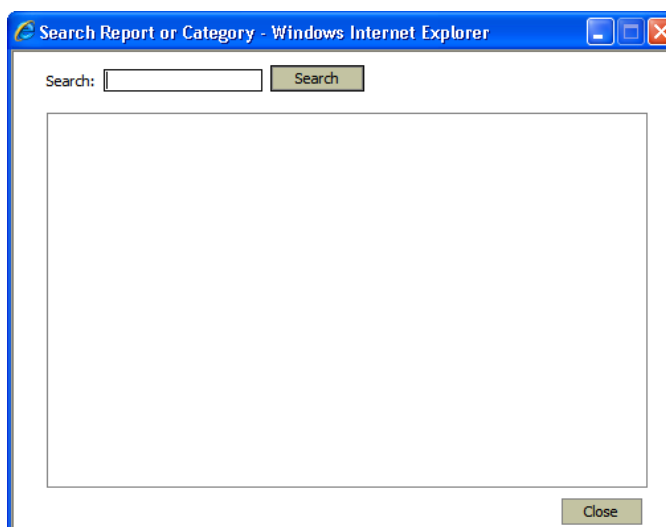 Search Report or Category - Windows Internet Explorer
Search:
Search
Close